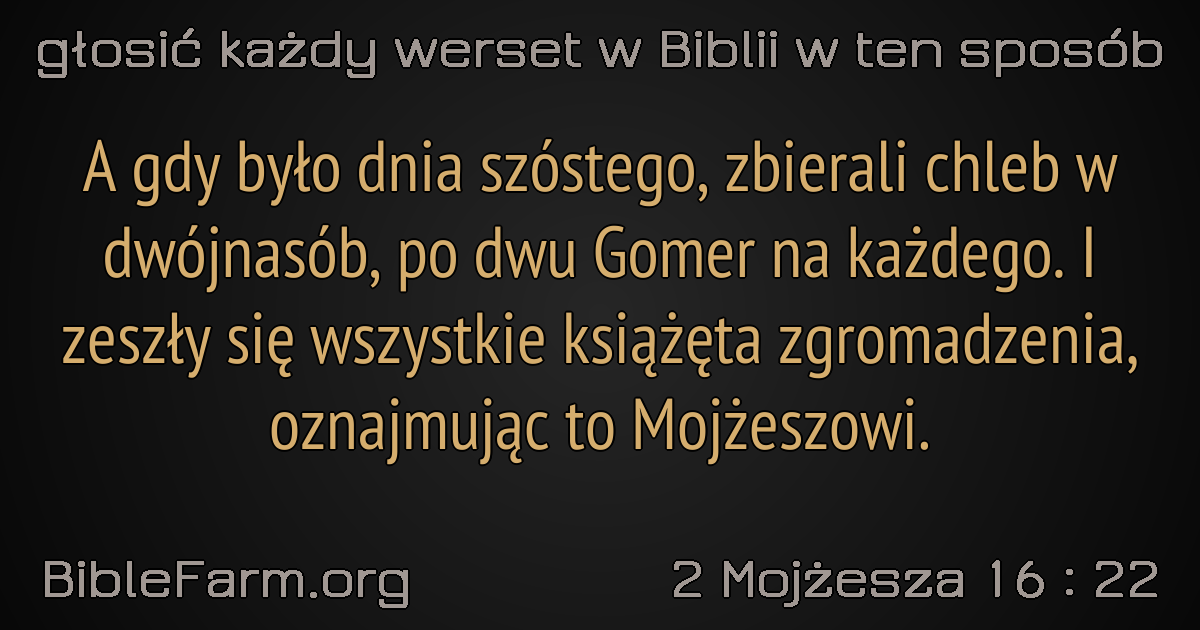 głosić każdy werset w Biblii w ten sposób
A gdy było dnia szóstego, zbierali chleb w
dwójnasób, po dwu Gomer na każdego. I
zeszły się wszystkie książęta zgromadzenia,
oznajmując to Mojżeszowi.
BibleFarm.org
2 Mojżesza 16 : 22